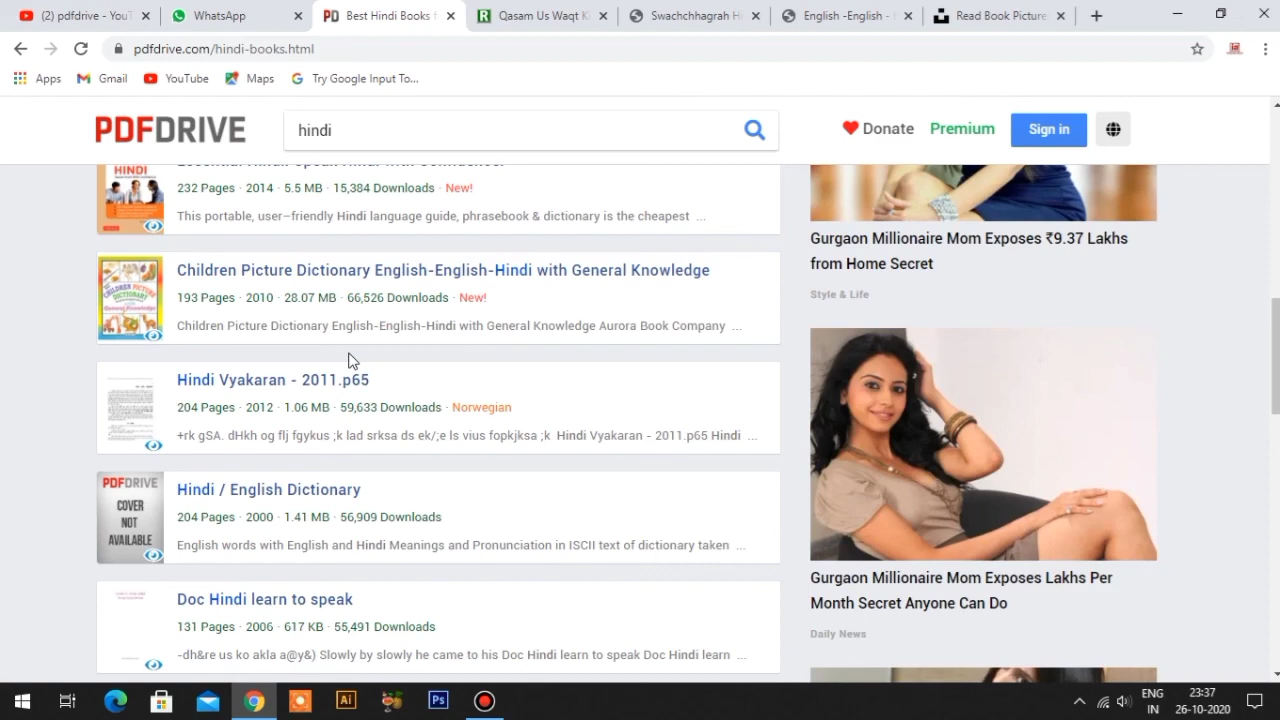 (2) pdfdrive - YouT
WhatsApp
PD Best Hindi Books f
Qasam Us Waqt K
Swachchhagrah H
English -English -
Read Book Picture
pdfdrive.com/hindi-books.html
Apps
Gmail
YouTube
Maps
Try Google Input To...
PDFDRIVE
hindi
Donate
Premium
Sign in
HINDI
232 Pages · 2014 · 5.5 MB · 15,384 Downloads · New!
This portable, user–friendly Hindi language guide, phrasebook & dictionary is the cheapest ...
Children Picture Dictionary English-English-Hindi with General Knowledge
193 Pages · 2010 · 28.07 MB · 66,526 Downloads · New!
Children Picture Dictionary English-English-Hindi with General Knowledge Aurora Book Company ...
Hindi Vyakaran - 2011.p65
204 Pages · 2012 · 1.06 MB · 59,633 Downloads · Norwegian
+rk gSA. dHkh og flj fgykus ;k lad srksa ds ek/;e ls vius fopkjksa ;k Hindi Vyakaran - 2011.p65 Hindi ...
PDFDRIVE
COVER
NOT
AVAILABLE
Hindi / English Dictionary
204 Pages · 2000 · 1.41 MB · 56,909 Downloads
English words with English and Hindi Meanings and Pronunciation in ISCII text of dictionary taken ...
Doc Hindi learn to speak
131 Pages · 2006 · 617 KB · 55,491 Downloads
-dh&re us ko akla a@y&) Slowly by slowly he came to his Doc Hindi learn to speak Doc Hindi learn ...
Gurgaon Millionaire Mom Exposes ₹9.37 Lakhs
from Home Secret
Style & Life
Gurgaon Millionaire Mom Exposes Lakhs Per
Month Secret Anyone Can Do
Daily News
Ai
Ps
ENG
IN
23:37
26-10-2020